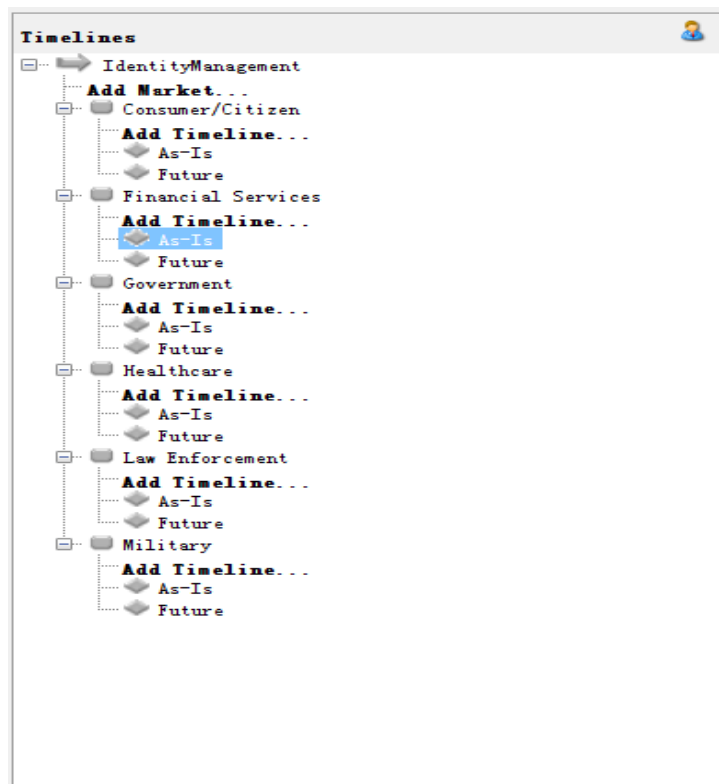 Timelines
IdentityManagement
Add Market...
Consumer/Citizen
Add Timeline...
As-Is
Future
Financial Services
Add Timeline...
As-Is
Future
Government
Add Timeline...
As-Is
Future
Healthcare
Add Timeline...
As-Is
Future
Law Enforcement
Add Timeline...
As-Is
Future
Military
Add Timeline...
As-Is
Future